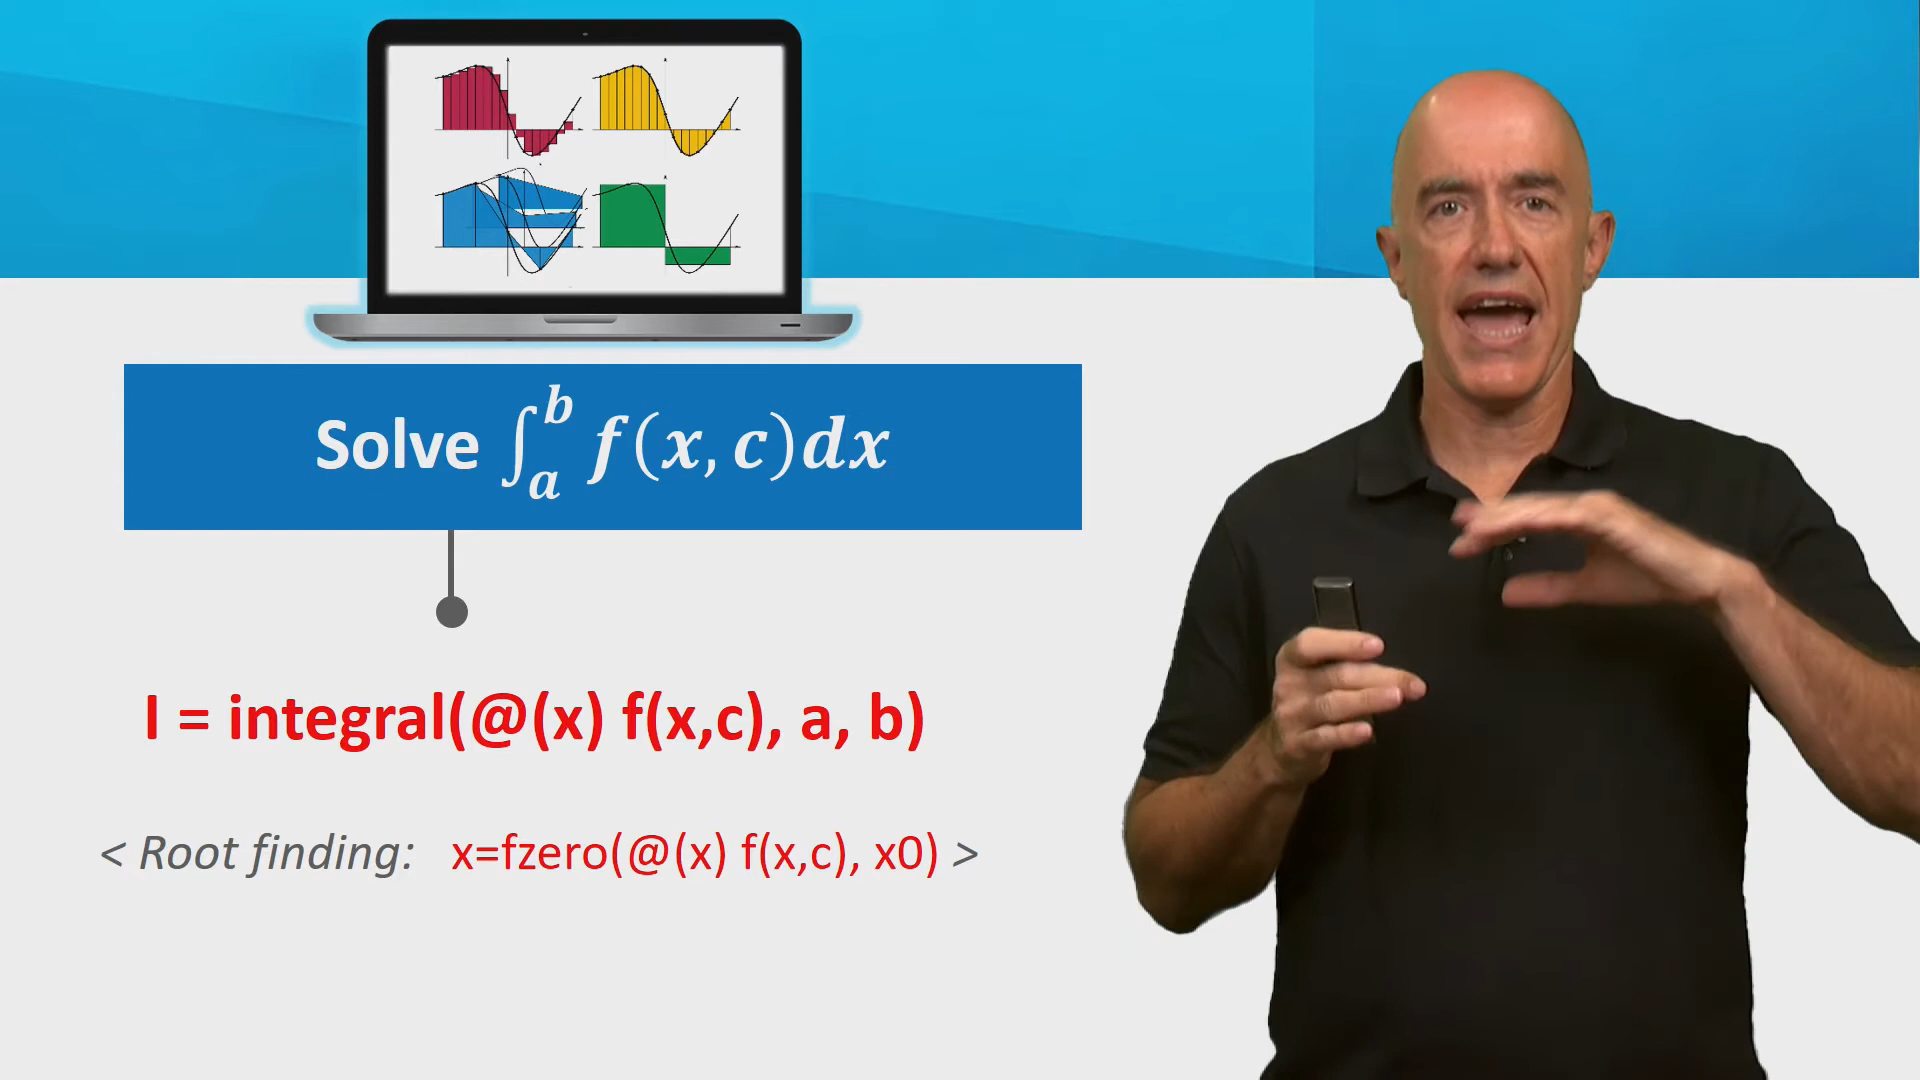 Solve ∫_a^b f(x, c)dx
I = integral(@(x) f(x,c), a, b)
< Root finding: x=fzero(@(x) f(x,c), x0) >